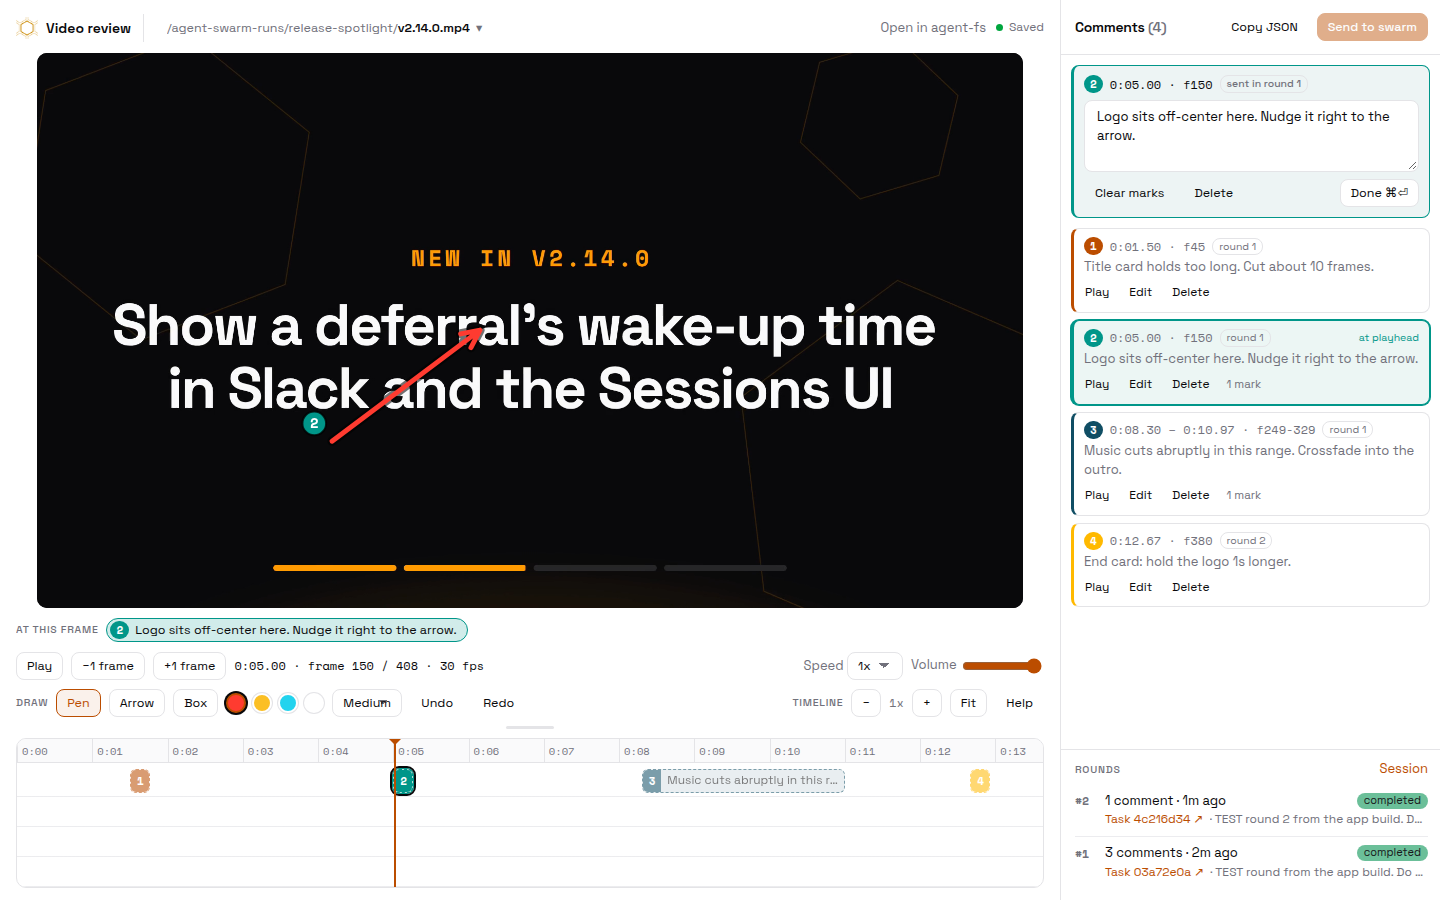 Video review
/agent-swarm-runs/release-spotlight/v2.14.0.mp4 ▾
Open in agent-fs
Saved
NEW IN V2.14.0
Show a deferral's wake-up time
in Slack and the Sessions UI
2
AT THIS FRAME
2 Logo sits off-center here. Nudge it right to the arrow.
Play
−1 frame
+1 frame
0:05.00 · frame 150 / 408 · 30 fps
Speed
1x
Volume
DRAW
Pen
Arrow
Box
Medium
Undo
Redo
TIMELINE
−
1x
+
Fit
Help
0:00
0:01
0:02
0:03
0:04
0:05
0:06
0:07
0:08
0:09
0:10
0:11
0:12
0:13
1
2
3 Music cuts abruptly in this r...
4
Comments (4)
Copy JSON
Send to swarm
2 0:05.00 · f150 sent in round 1
Logo sits off-center here. Nudge it right to the
arrow.
Clear marks
Delete
Done ⌘⏎
1 0:01.50 · f45 round 1
Title card holds too long. Cut about 10 frames.
Play Edit Delete
2 0:05.00 · f150 round 1 at playhead
Logo sits off-center here. Nudge it right to the arrow.
Play Edit Delete 1 mark
3 0:08.30 – 0:10.97 · f249-329 round 1
Music cuts abruptly in this range. Crossfade into the
outro.
Play Edit Delete 1 mark
4 0:12.67 · f380 round 2
End card: hold the logo 1s longer.
Play Edit Delete
ROUNDS
Session
#2 1 comment · 1m ago completed
Task 4c216d34 ↗ · TEST round 2 from the app build. D...
#1 3 comments · 2m ago completed
Task 03a72e0a ↗ · TEST round from the app build. Do ...